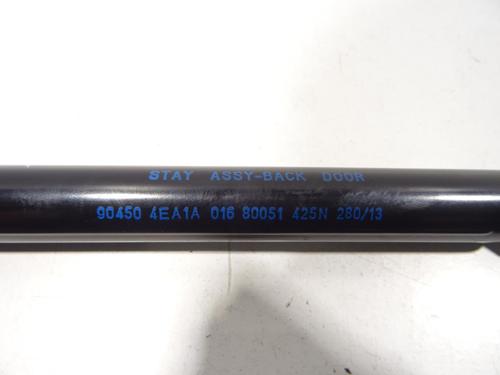 STAY ASSY-BACK DOOR
90450 4EA1A 016 80051 425N 280/13